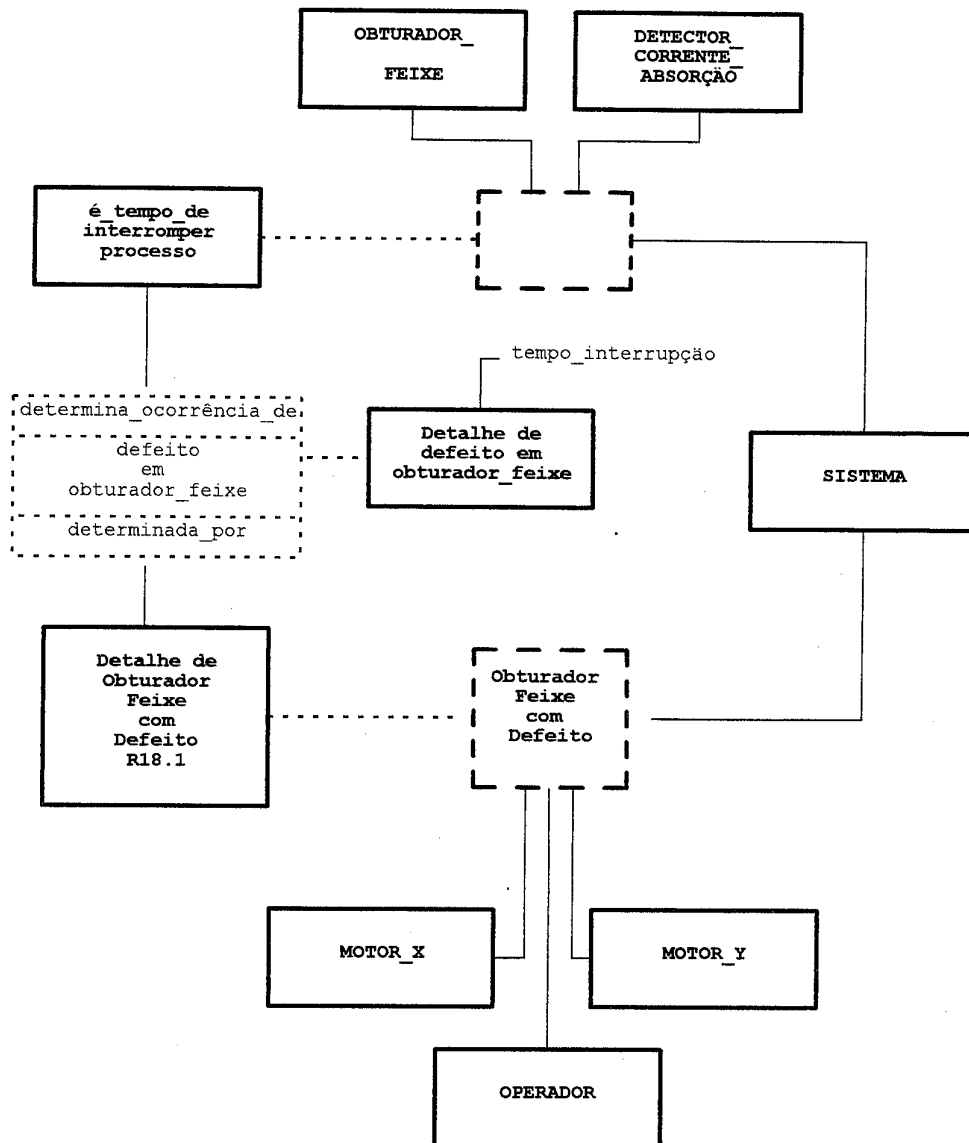 OBTURADOR_
FEIXE
DETECTOR_
CORRENTE_
ABSORÇÃO
é_tempo_de
interromper
processo
tempo_interrupção
determina_ocorrência_de
defeito
em
obturador_feixe
determinada_por
Detalhe de
defeito em
obturador_feixe
SISTEMA
Detalhe de
Obturador
Feixe
com
Defeito
R18.1
Obturador
Feixe
com
Defeito
MOTOR_X
MOTOR_Y
OPERADOR